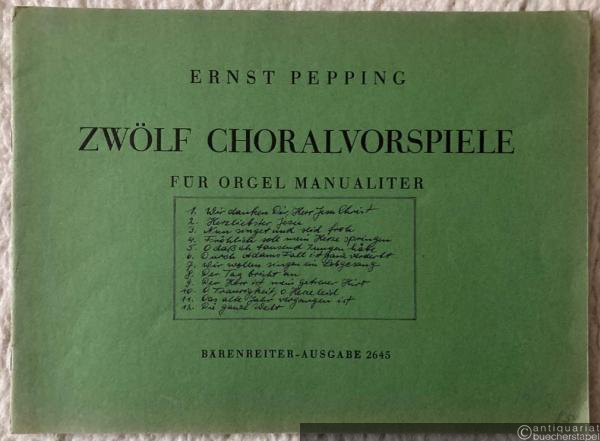 ERNST PEPPING
ZWÖLF CHORALVORSPIELE
FÜR ORGEL MANUALITER
1. Wir danken Dir, Herr Jesu Christ
2. Herzliebster Jesu
3. Nun singet und seid froh
4. Fröhlich soll mein Herze springen
5. O daß ich tausend Zungen hätte
6. Durch Adams Fall ist ganz verderbt
7. Wir wollen singen ein Lobgesang
8. Der Tag bricht an
9. Der Herr ist mein getreuer Hirt
10. O Traurigkeit, o Herzeleid
11. Das alte Jahr vergangen ist
12. Die ganze Welt
BÄRENREITER-AUSGABE 2645
antiquariat
buecherstapel